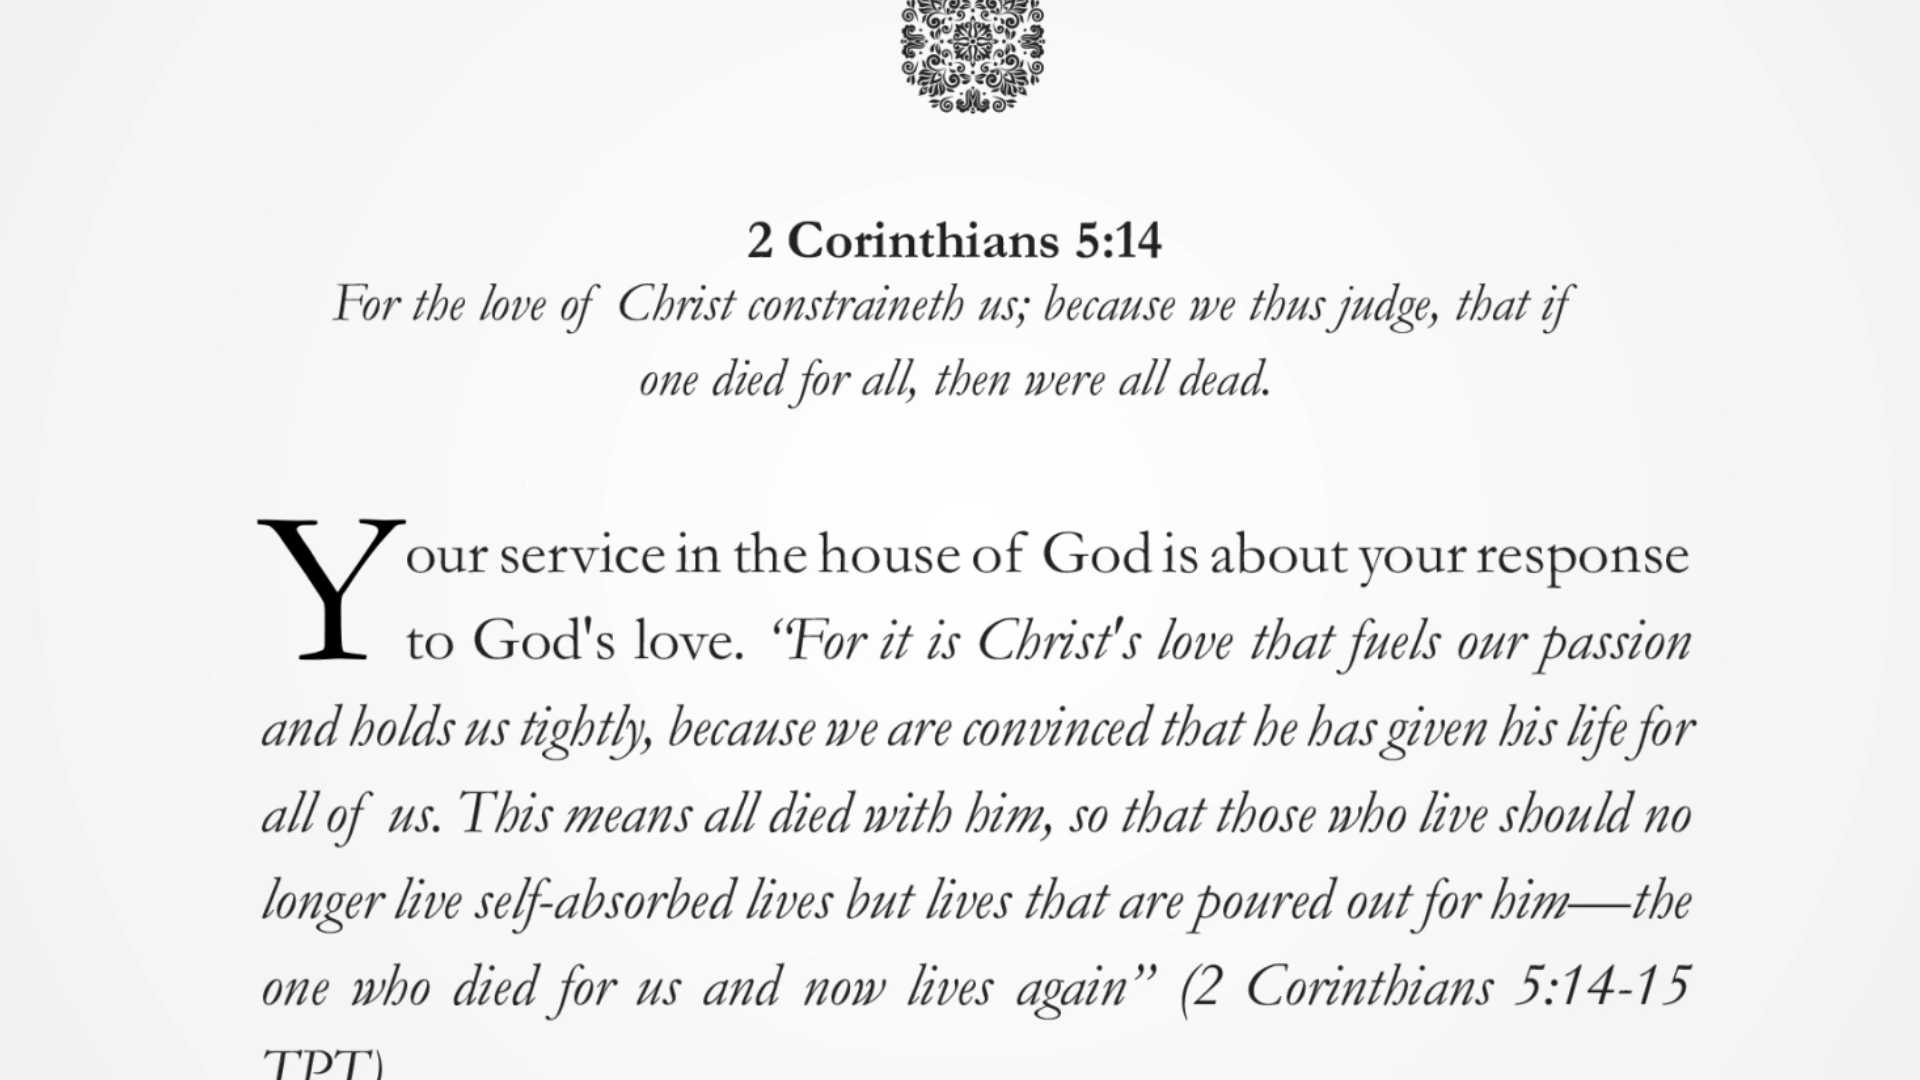 2 Corinthians 5:14
For the love of Christ constraineth us; because we thus judge, that if
one died for all, then were all dead.
Your service in the house of God is about your response
to God's love. “For it is Christ's love that fuels our passion
and holds us tightly, because we are convinced that he has given his life for
all of us. This means all died with him, so that those who live should no
longer live self-absorbed lives but lives that are poured out for him—the
one who died for us and now lives again” (2 Corinthians 5:14-15
TPT)